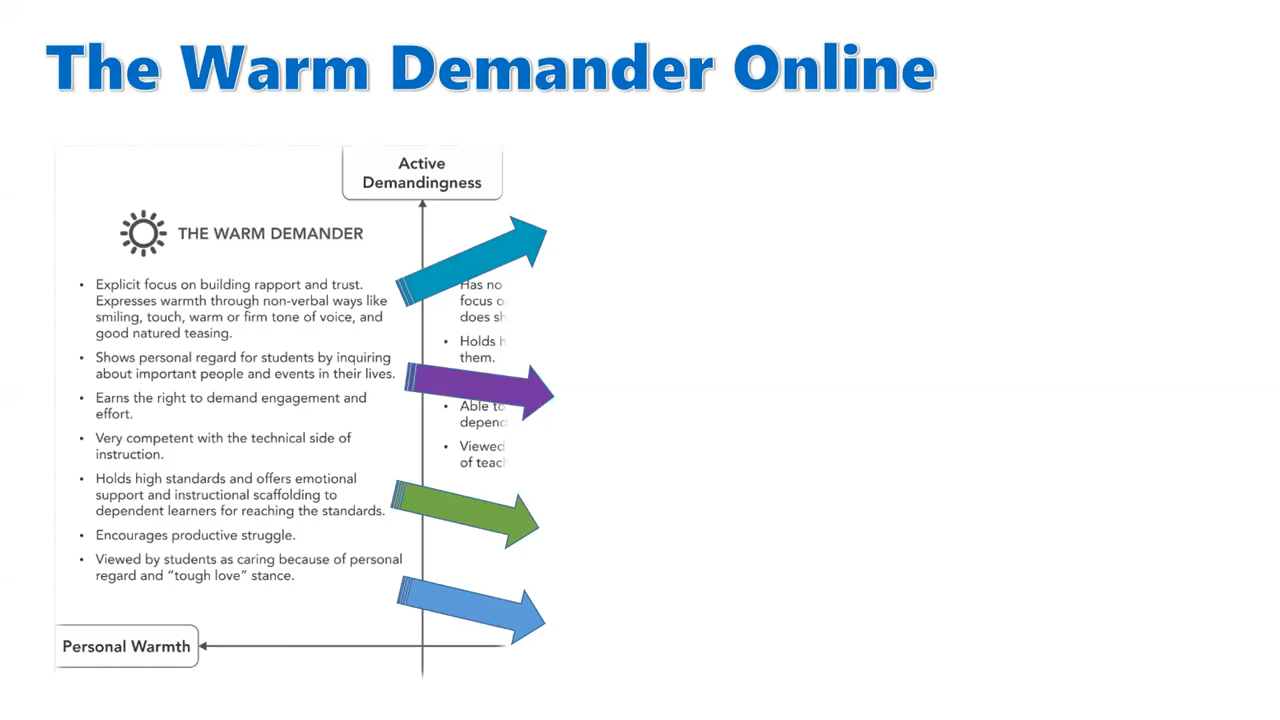 The Warm Demander Online
Active
Demandingness
THE WARM DEMANDER
• Explicit focus on building rapport and trust.
Expresses warmth through non-verbal ways like
smiling, touch, warm or firm tone of voice, and
good natured teasing.
• Shows personal regard for students by inquiring
about important people and events in their lives.
• Earns the right to demand engagement and
effort.
• Very competent with the technical side of
instruction.
• Holds high standards and offers emotional
support and instructional scaffolding to
dependent learners for reaching the standards.
• Encourages productive struggle.
• Viewed by students as caring because of personal
regard and “tough love” stance.
Has no
focus
does
• Holds
them.
• Able to
• Viewed
of
Personal Warmth